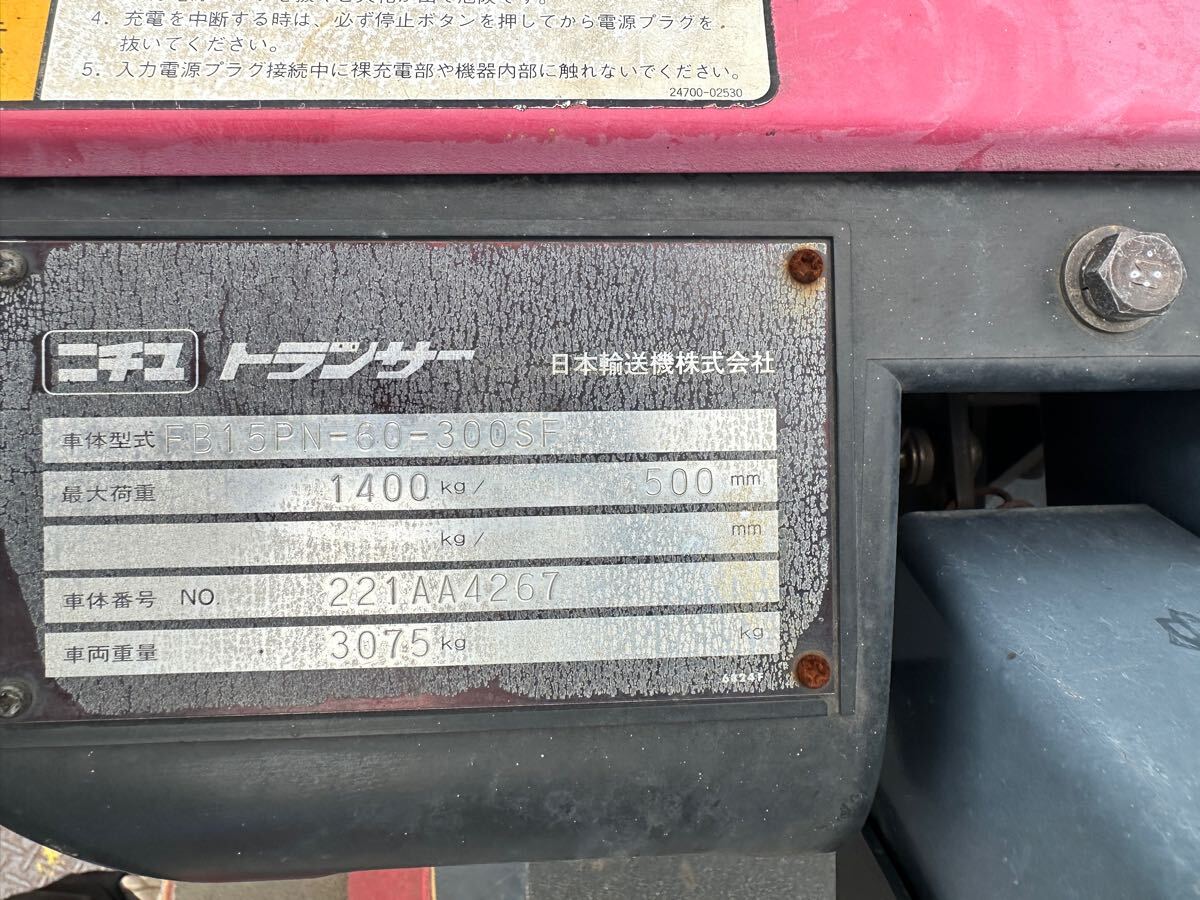 4. 充電を中断する時は、必ず停止ボタンを押してから電源プラグを
抜いてください。
5. 入力電源プラグ接続中に裸充電部や機器内部に触れないでください。
24700-02530
ニチユ トランサー 日本輸送機株式会社
車体型式 FB15PN-60-300SF
最大荷重 1400 kg/ 500 mm
kg/ mm
車体番号 NO. 221AA4267
車両重量 3075 kg kg